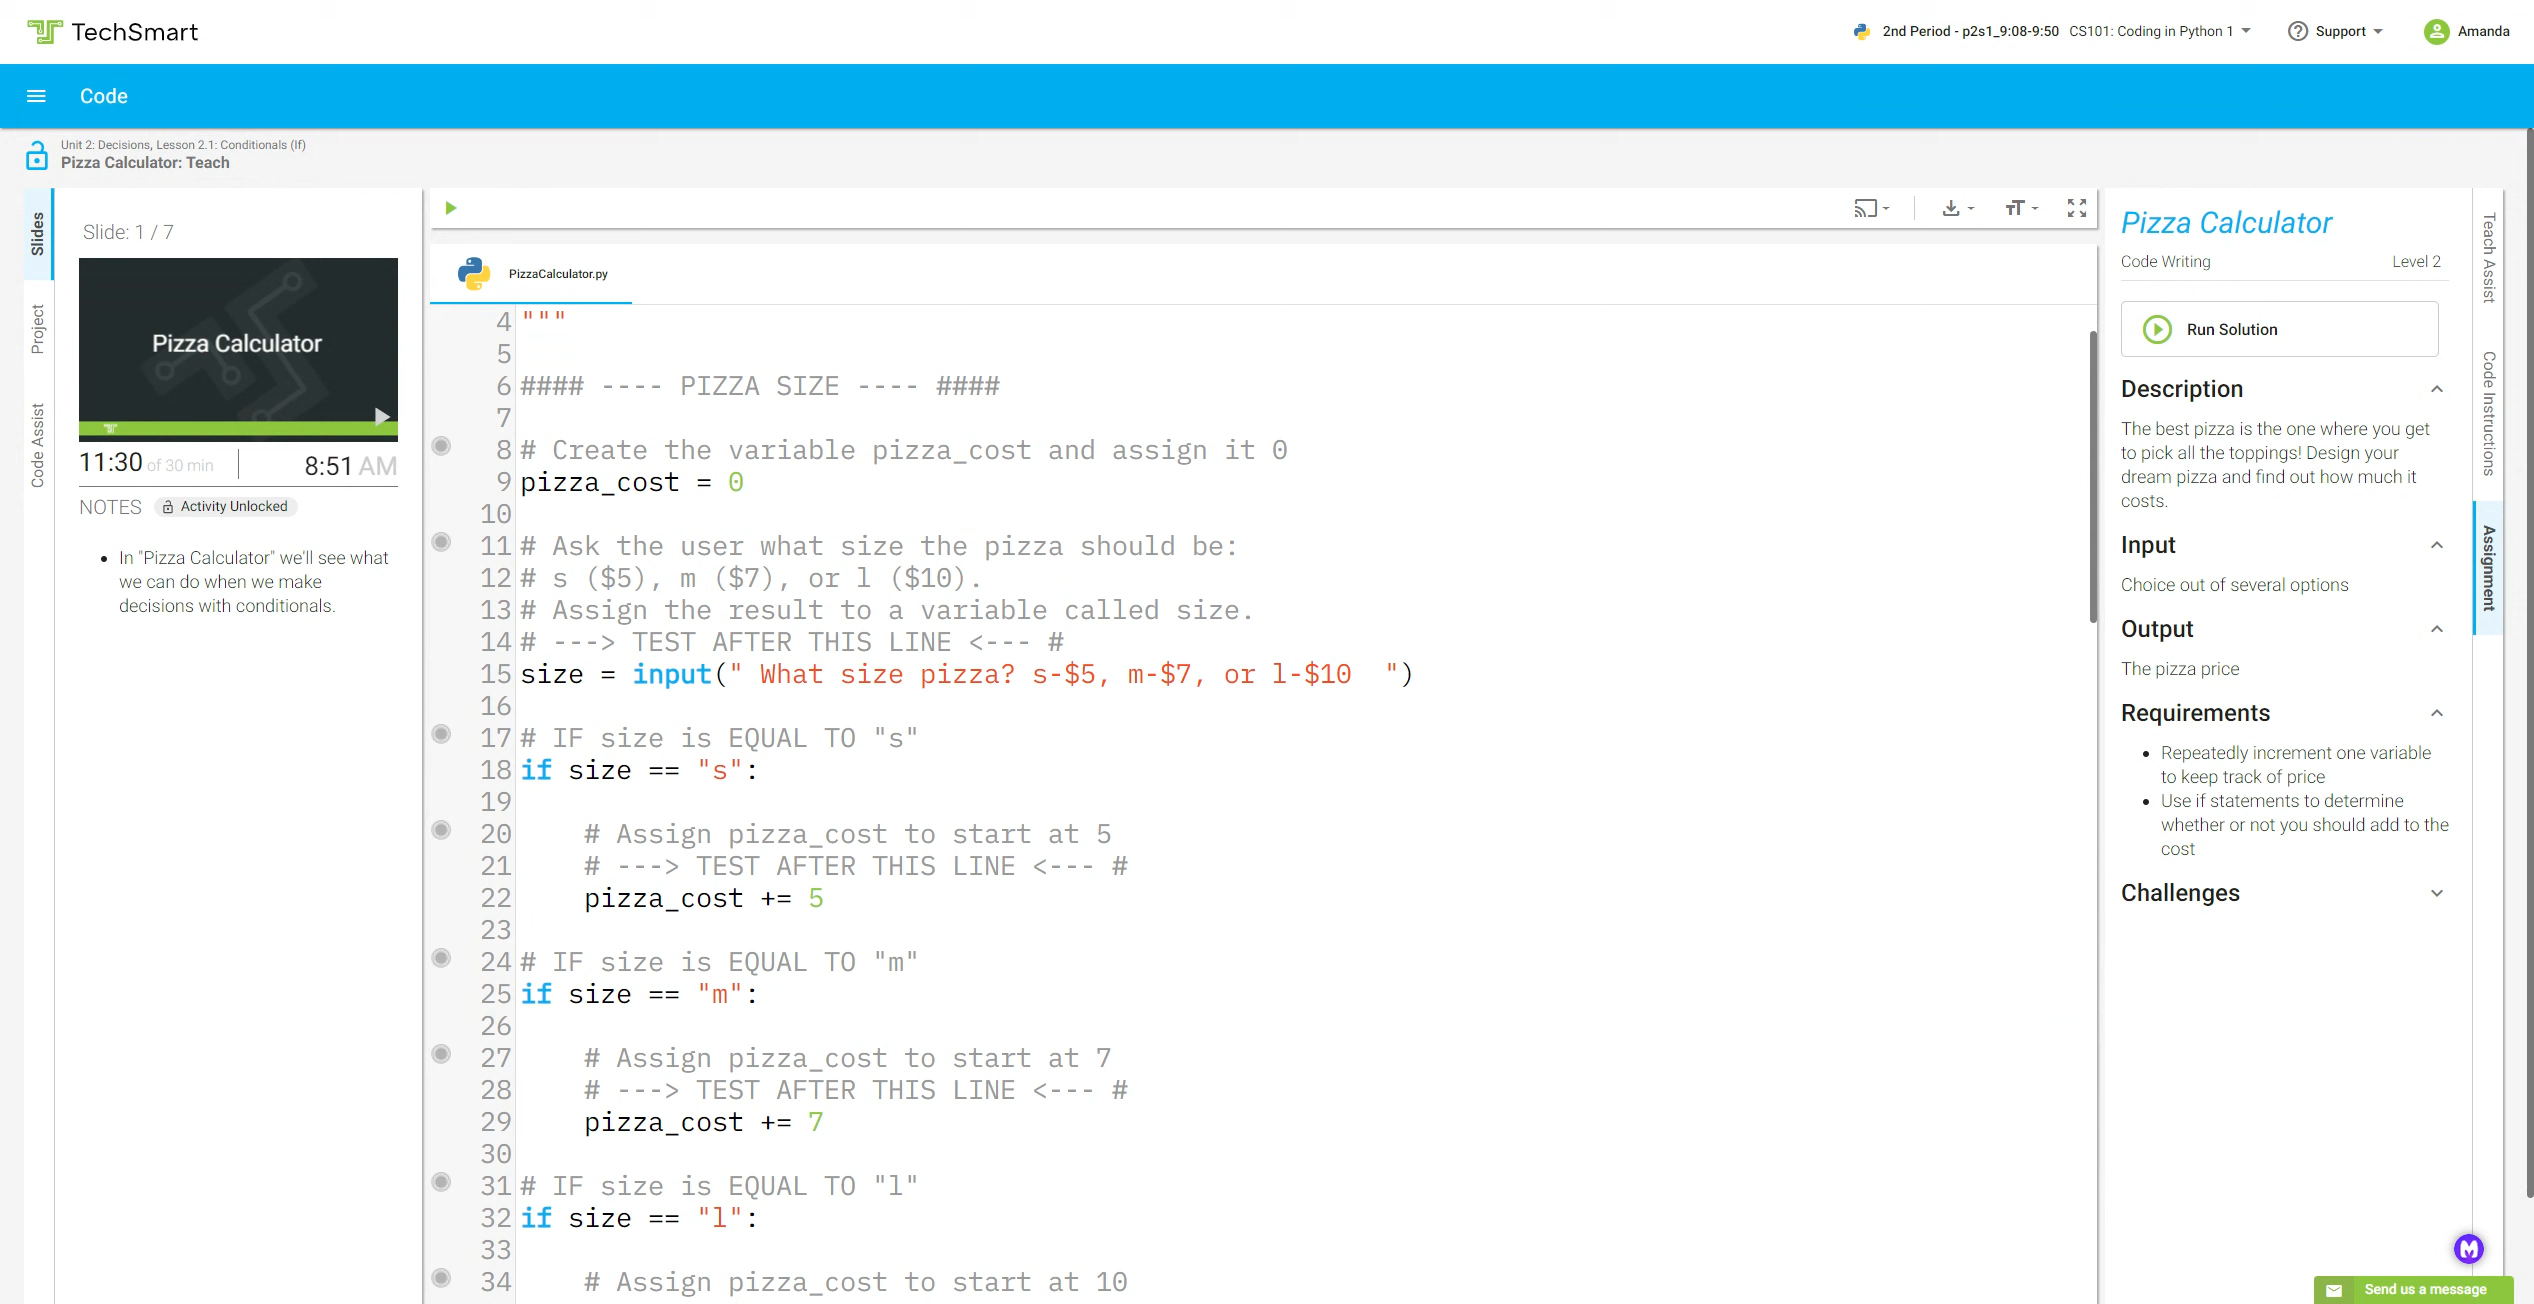 TechSmart
2nd Period - p2s1_9:08-9:50 CS101: Coding in Python 1
Support
Amanda
Code
Unit 2: Decisions, Lesson 2.1: Conditionals (If)
Pizza Calculator: Teach
Slides
Project
Code Assist
Slide: 1 / 7
Pizza Calculator
11:30 of 30 min
8:51 AM
NOTES Activity Unlocked
• In "Pizza Calculator" we'll see what
we can do when we make
decisions with conditionals.
PizzaCalculator.py
4 """
5
6 #### ---- PIZZA SIZE ---- ####
7
8 # Create the variable pizza_cost and assign it 0
9 pizza_cost = 0
10
11 # Ask the user what size the pizza should be:
12 # s ($5), m ($7), or l ($10).
13 # Assign the result to a variable called size.
14 # ---> TEST AFTER THIS LINE <--- #
15 size = input(" What size pizza? s-$5, m-$7, or l-$10  ")
16
17 # IF size is EQUAL TO "s"
18 if size == "s":
19
20     # Assign pizza_cost to start at 5
21     # ---> TEST AFTER THIS LINE <--- #
22     pizza_cost += 5
23
24 # IF size is EQUAL TO "m"
25 if size == "m":
26
27     # Assign pizza_cost to start at 7
28     # ---> TEST AFTER THIS LINE <--- #
29     pizza_cost += 7
30
31 # IF size is EQUAL TO "l"
32 if size == "l":
33
34     # Assign pizza_cost to start at 10
Pizza Calculator
Code Writing Level 2
Run Solution
Description
The best pizza is the one where you get
to pick all the toppings! Design your
dream pizza and find out how much it
costs.
Input
Choice out of several options
Output
The pizza price
Requirements
• Repeatedly increment one variable
to keep track of price
• Use if statements to determine
whether or not you should add to the
cost
Challenges
Teach Assist
Code Instructions
Assignment
Send us a message